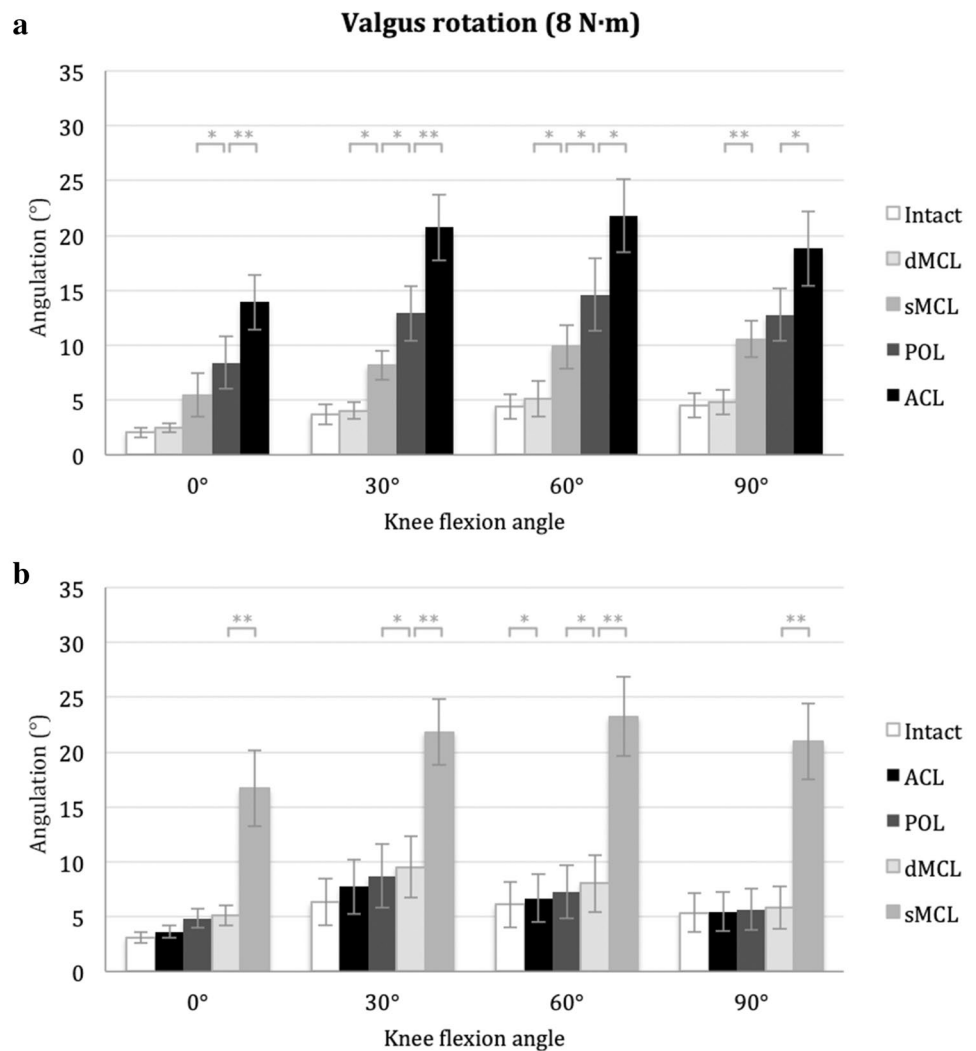 a
Valgus rotation (8 N·m)
35
30
25
20
15
10
5
0
Angulation (°)
* ** * * ** * * * ** *
0° 30° 60° 90°
Knee flexion angle
Intact
dMCL
sMCL
POL
ACL
b
35
30
25
20
15
10
5
0
Angulation (°)
** * ** * * ** **
0° 30° 60° 90°
Knee flexion angle
Intact
ACL
POL
dMCL
sMCL